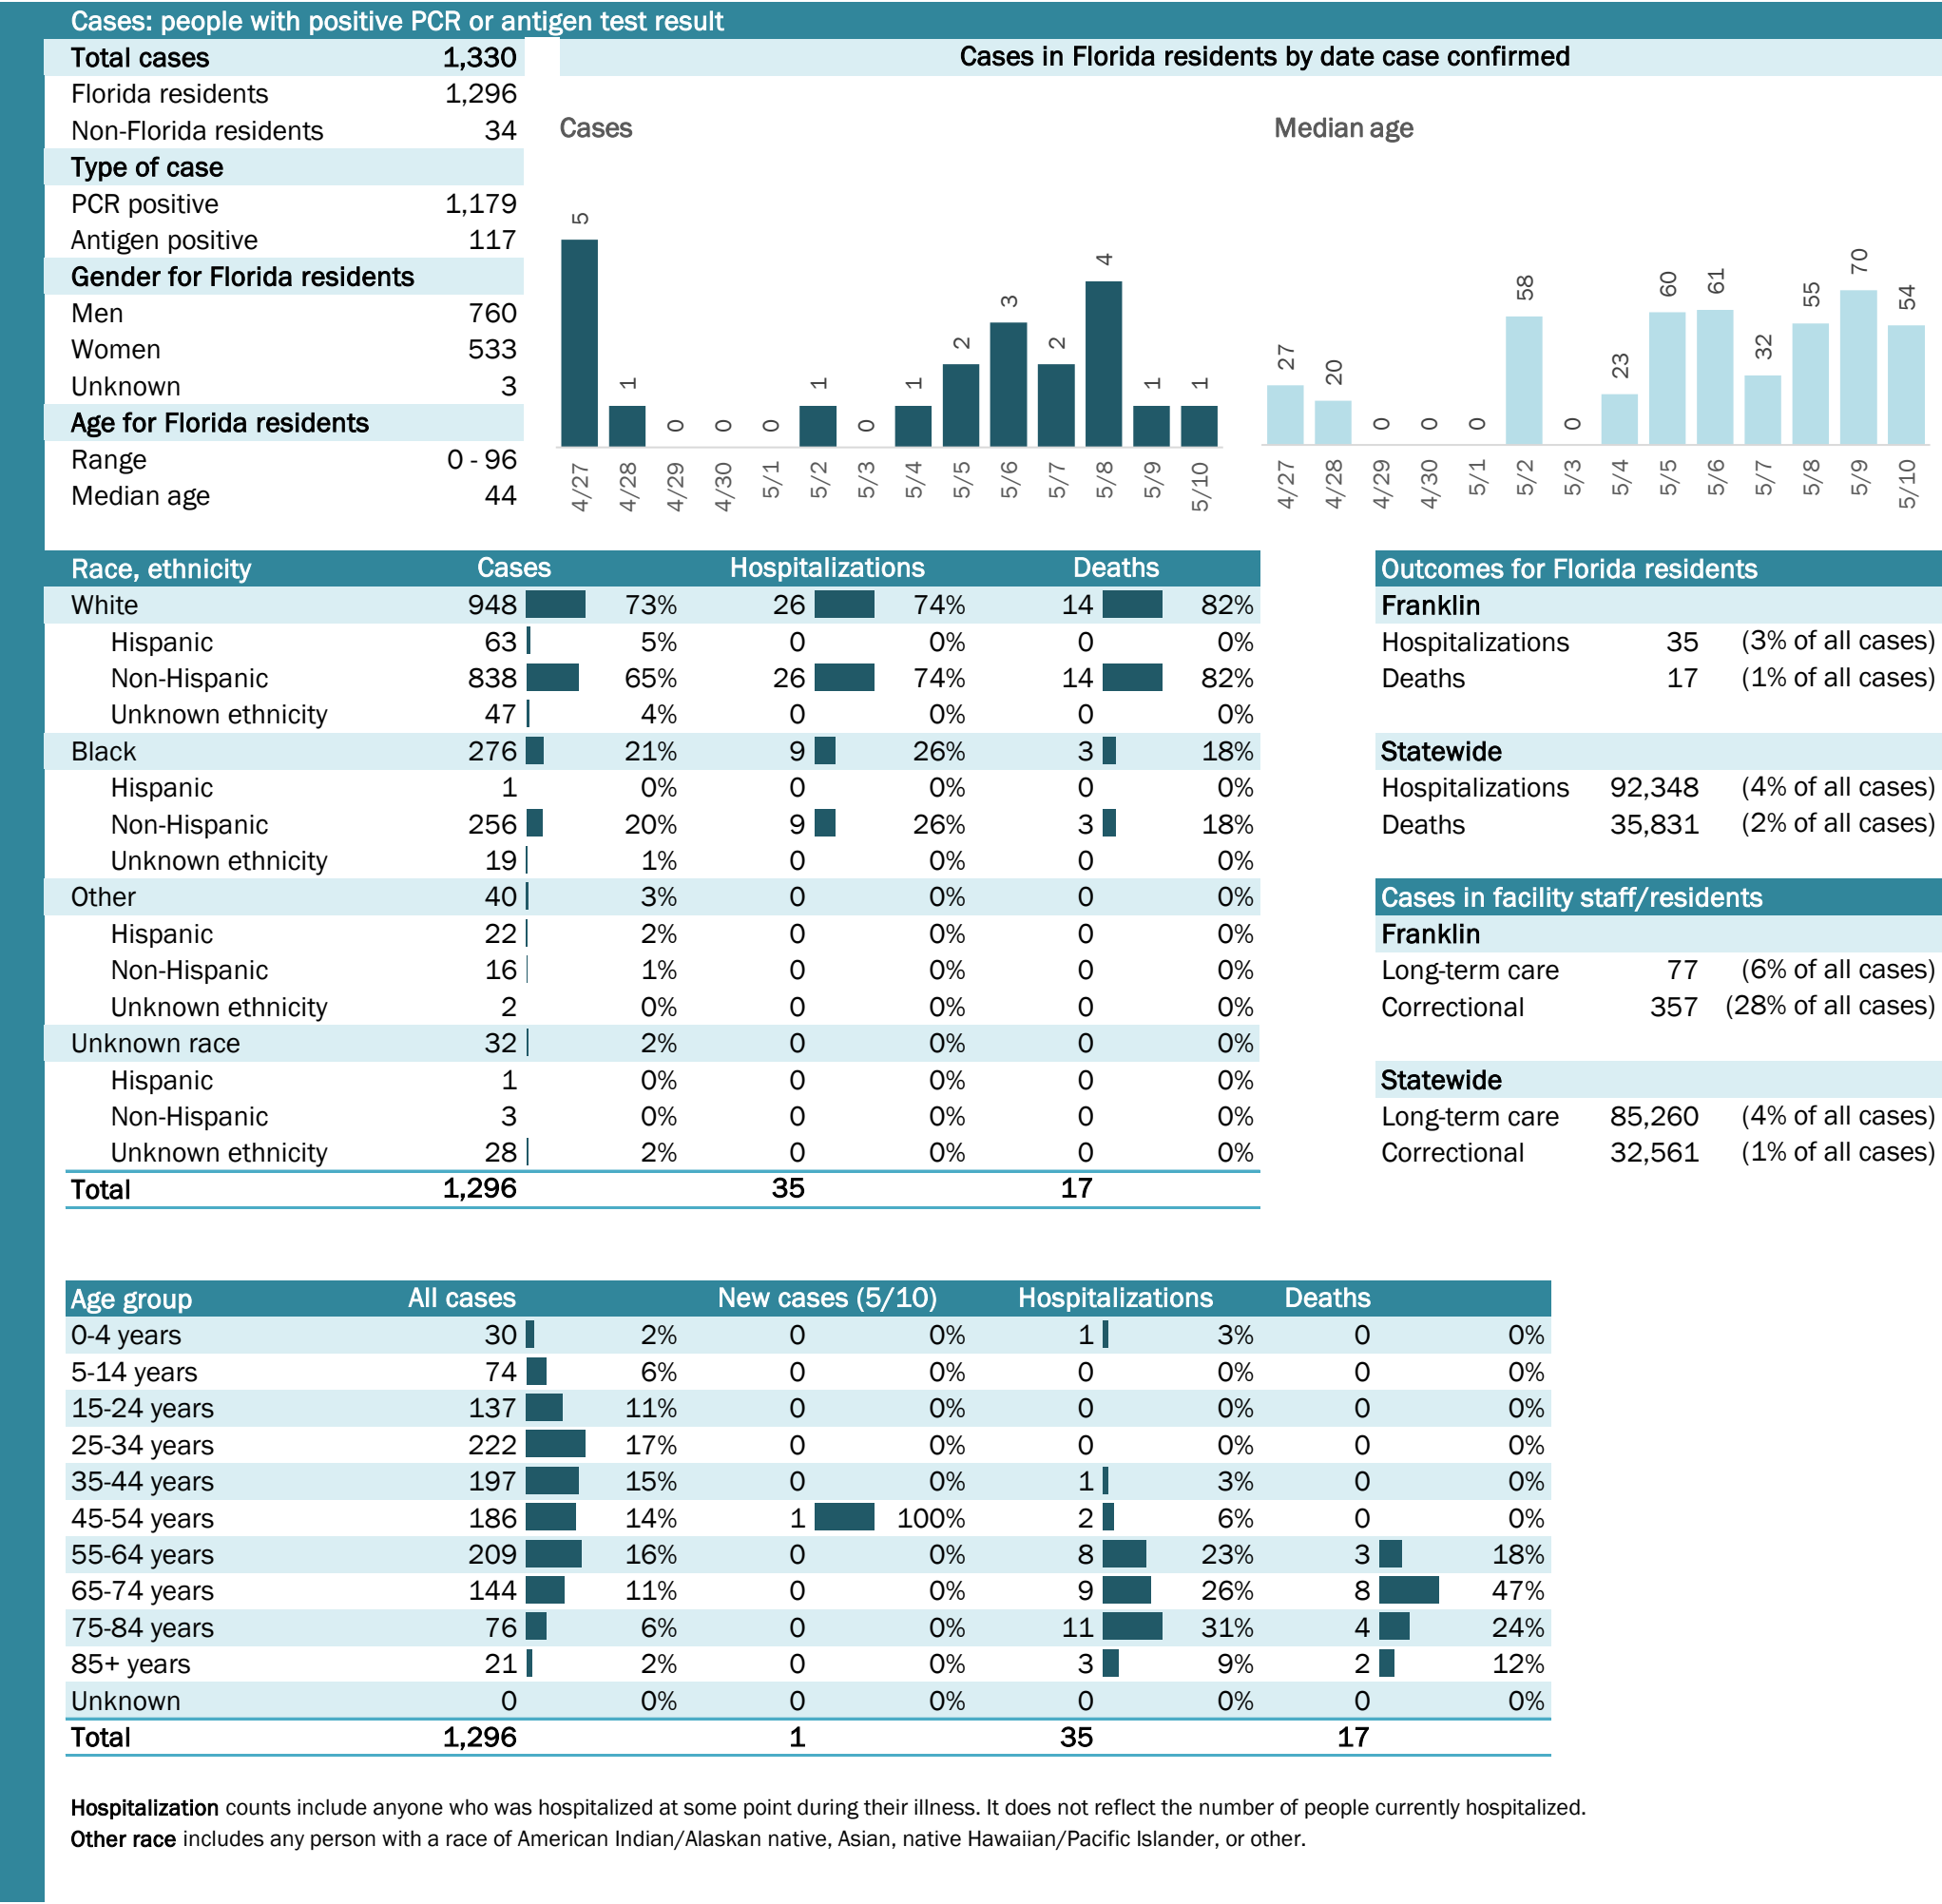 Cases: people with positive PCR or antigen test result
Total cases 1,330
Florida residents 1,296
Non-Florida residents 34
Type of case
PCR positive 1,179
Antigen positive 117
Gender for Florida residents
Men 760
Women 533
Unknown 3
Age for Florida residents
Range 0 - 96
Median age 44
Cases in Florida residents by date case confirmed
Cases
5 1 0 0 0 1 0 1 2 3 2 4 1 1
4/27 4/28 4/29 4/30 5/1 5/2 5/3 5/4 5/5 5/6 5/7 5/8 5/9 5/10
Median age
27 20 0 0 0 58 0 23 60 61 32 55 70 54
4/27 4/28 4/29 4/30 5/1 5/2 5/3 5/4 5/5 5/6 5/7 5/8 5/9 5/10
Race, ethnicity Cases Hospitalizations Deaths
White 948 73% 26 74% 14 82%
Hispanic 63 5% 0 0% 0 0%
Non-Hispanic 838 65% 26 74% 14 82%
Unknown ethnicity 47 4% 0 0% 0 0%
Black 276 21% 9 26% 3 18%
Hispanic 1 0% 0 0% 0 0%
Non-Hispanic 256 20% 9 26% 3 18%
Unknown ethnicity 19 1% 0 0% 0 0%
Other 40 3% 0 0% 0 0%
Hispanic 22 2% 0 0% 0 0%
Non-Hispanic 16 1% 0 0% 0 0%
Unknown ethnicity 2 0% 0 0% 0 0%
Unknown race 32 2% 0 0% 0 0%
Hispanic 1 0% 0 0% 0 0%
Non-Hispanic 3 0% 0 0% 0 0%
Unknown ethnicity 28 2% 0 0% 0 0%
Total 1,296 35 17
Outcomes for Florida residents
Franklin
Hospitalizations 35 (3% of all cases)
Deaths 17 (1% of all cases)
Statewide
Hospitalizations 92,348 (4% of all cases)
Deaths 35,831 (2% of all cases)
Cases in facility staff/residents
Franklin
Long-term care 77 (6% of all cases)
Correctional 357 (28% of all cases)
Statewide
Long-term care 85,260 (4% of all cases)
Correctional 32,561 (1% of all cases)
Age group All cases New cases (5/10) Hospitalizations Deaths
0-4 years 30 2% 0 0% 1 3% 0 0%
5-14 years 74 6% 0 0% 0 0% 0 0%
15-24 years 137 11% 0 0% 0 0% 0 0%
25-34 years 222 17% 0 0% 0 0% 0 0%
35-44 years 197 15% 0 0% 1 3% 0 0%
45-54 years 186 14% 1 100% 2 6% 0 0%
55-64 years 209 16% 0 0% 8 23% 3 18%
65-74 years 144 11% 0 0% 9 26% 8 47%
75-84 years 76 6% 0 0% 11 31% 4 24%
85+ years 21 2% 0 0% 3 9% 2 12%
Unknown 0 0% 0 0% 0 0% 0 0%
Total 1,296 1 35 17
Hospitalization counts include anyone who was hospitalized at some point during their illness. It does not reflect the number of people currently hospitalized.
Other race includes any person with a race of American Indian/Alaskan native, Asian, native Hawaiian/Pacific Islander, or other.